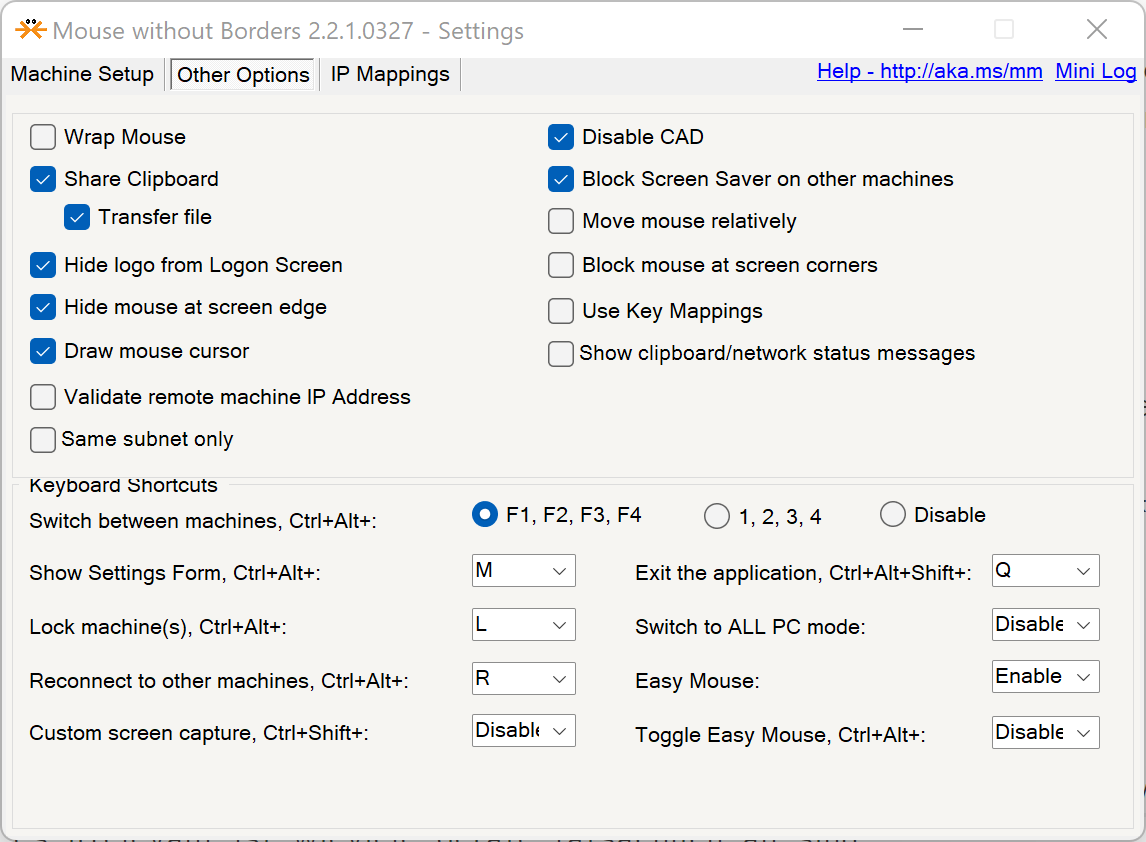 Mouse without Borders 2.2.1.0327 - Settings
Machine Setup Other Options IP Mappings Help - http://aka.ms/mm Mini Log
Wrap Mouse Disable CAD
Share Clipboard Block Screen Saver on other machines
Transfer file Move mouse relatively
Hide logo from Logon Screen Block mouse at screen corners
Hide mouse at screen edge Use Key Mappings
Draw mouse cursor Show clipboard/network status messages
Validate remote machine IP Address
Same subnet only
Keyboard Shortcuts
Switch between machines, Ctrl+Alt+: F1, F2, F3, F4 1, 2, 3, 4 Disable
Show Settings Form, Ctrl+Alt+: M Exit the application, Ctrl+Alt+Shift+: Q
Lock machine(s), Ctrl+Alt+: L Switch to ALL PC mode: Disable
Reconnect to other machines, Ctrl+Alt+: R Easy Mouse: Enable
Custom screen capture, Ctrl+Shift+: Disable Toggle Easy Mouse, Ctrl+Alt+: Disable